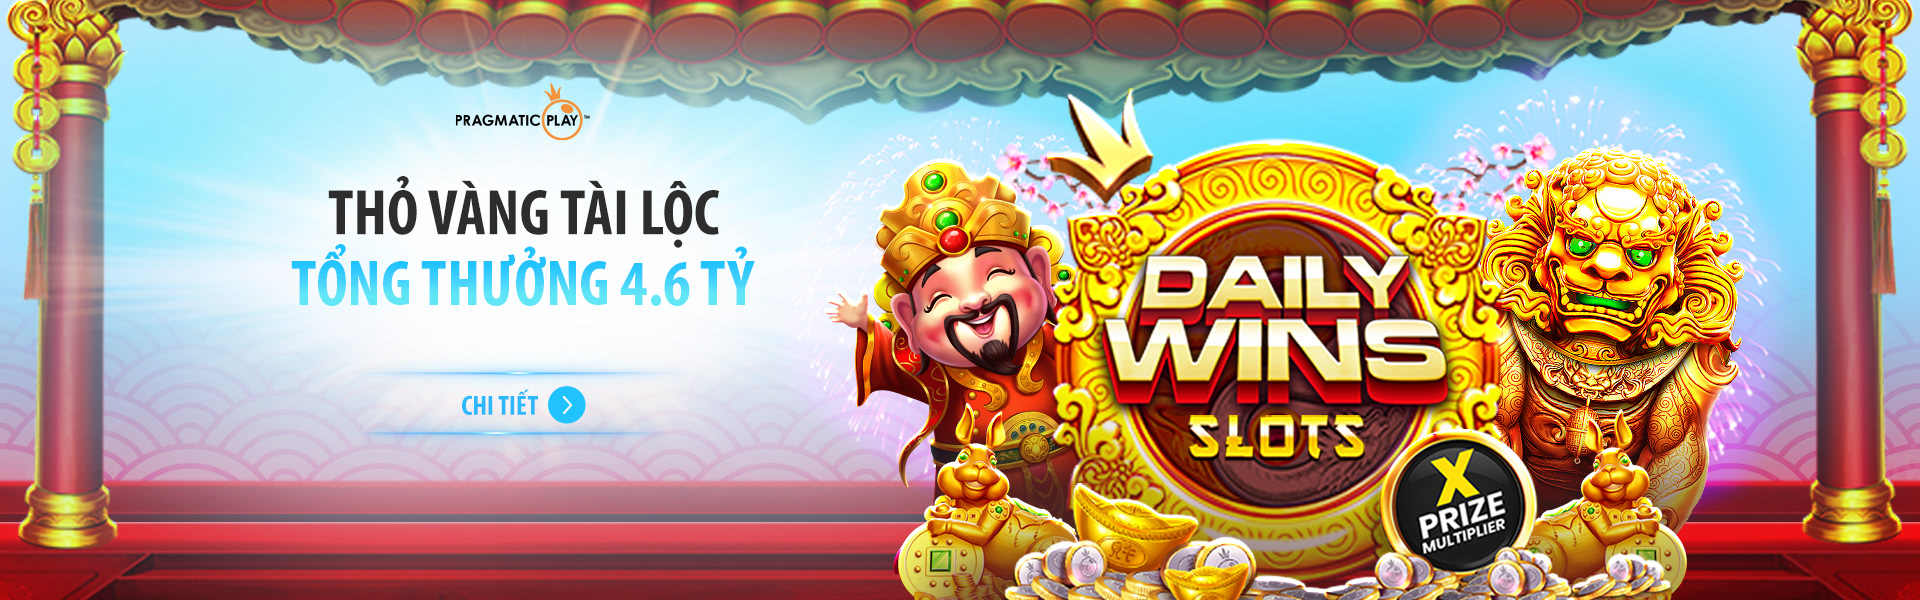 PRAGMATIC PLAY™
THỎ VÀNG TÀI LỘC
TỔNG THƯỞNG 4.6 TỶ
CHI TIẾT
DAILY
WINS
SLOTS
X
PRIZE
MULTIPLIER